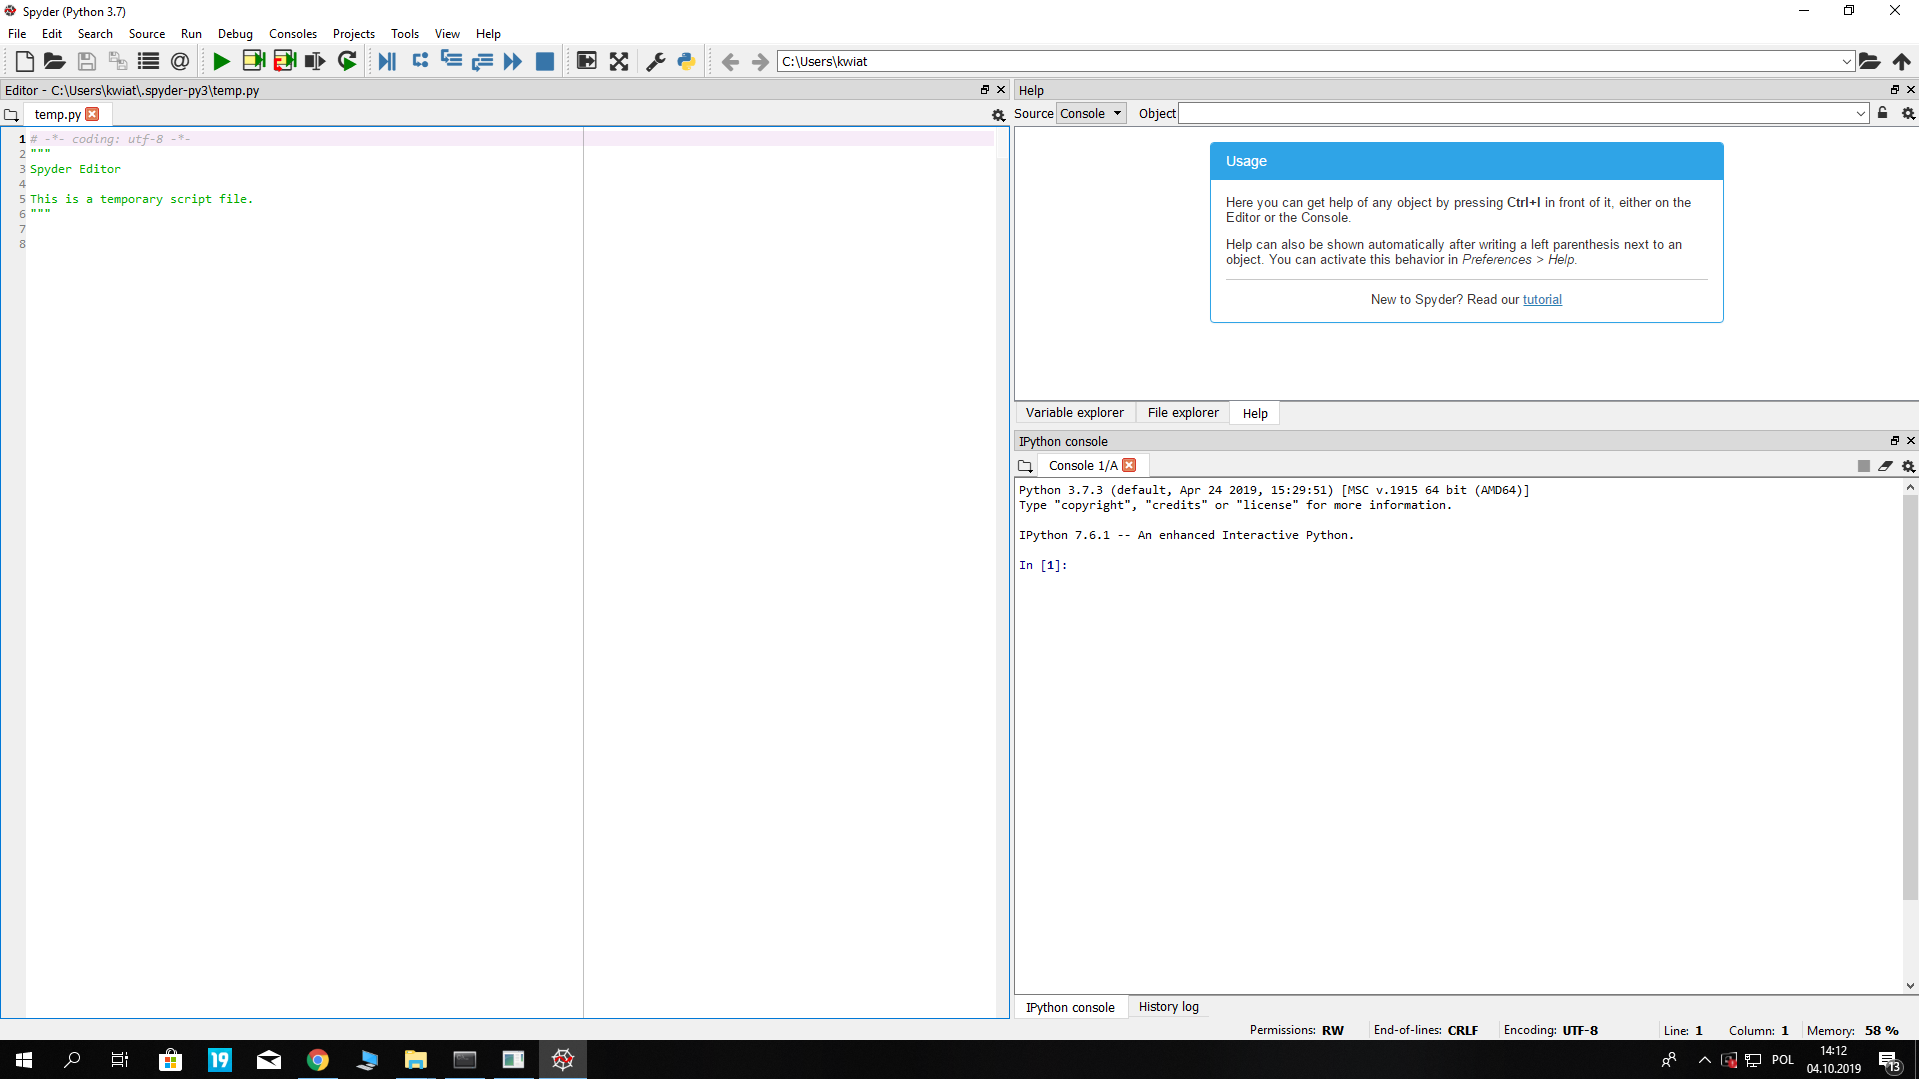 Spyder (Python 3.7)
File Edit Search Source Run Debug Consoles Projects Tools View Help
C:\Users\kwiat
Editor - C:\Users\kwiat\.spyder-py3\temp.py
temp.py
1 # -*- coding: utf-8 -*-
2 """
3 Spyder Editor
4
5 This is a temporary script file.
6 """
7
8
Help
Source Console Object
Usage
Here you can get help of any object by pressing Ctrl+I in front of it, either on the
Editor or the Console.
Help can also be shown automatically after writing a left parenthesis next to an
object. You can activate this behavior in Preferences > Help.
New to Spyder? Read our tutorial
Variable explorer File explorer Help
IPython console
Console 1/A
Python 3.7.3 (default, Apr 24 2019, 15:29:51) [MSC v.1915 64 bit (AMD64)]
Type "copyright", "credits" or "license" for more information.
IPython 7.6.1 -- An enhanced Interactive Python.
In [1]:
IPython console History log
Permissions: RW End-of-lines: CRLF Encoding: UTF-8 Line: 1 Column: 1 Memory: 58 %
19
POL
14:12
04.10.2019
13